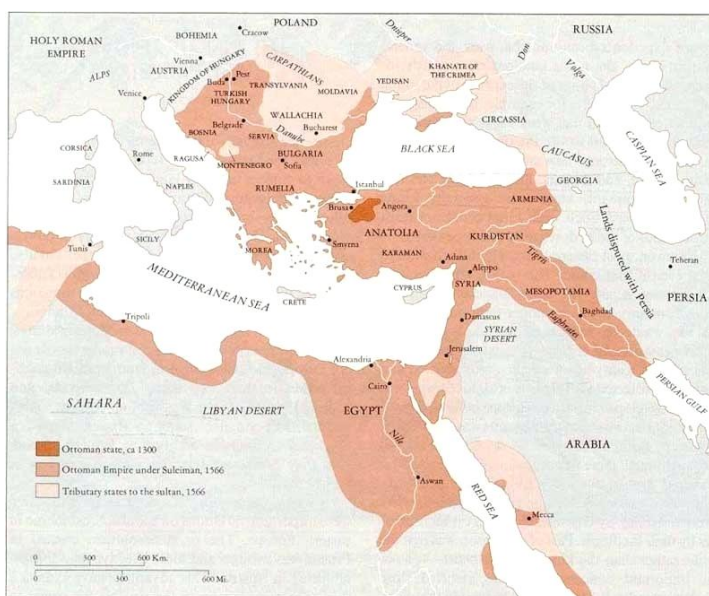 POLAND
RUSSIA
HOLY ROMAN
EMPIRE
BOHEMIA
Cracow
Dnieper
Don
Volga
Vienna
AUSTRIA
ALPS
KINGDOM OF HUNGARY
CARPATHIANS
Buda
Pest
TRANSYLVANIA
TURKISH
HUNGARY
MOLDAVIA
YEDISAN
KHANATE
OF THE CRIMEA
Venice
WALLACHIA
Belgrade
BOSNIA
SERVIA
Danube
Bucharest
CIRCASSIA
CASPIAN SEA
CORSICA
Rome
RAGUSA
MONTENEGRO
BULGARIA
Sofia
BLACK SEA
CAUCASUS
GEORGIA
SARDINIA
NAPLES
RUMELIA
Istanbul
Brusa
Angora
ARMENIA
ANATOLIA
KURDISTAN
Lands disputed with Persia
SICILY
Tunis
MOREA
Smyrna
KARAMAN
Adana
Aleppo
Tigris
Teheran
MEDITERRANEAN SEA
CRETE
CYPRUS
SYRIA
MESOPOTAMIA
PERSIA
Tripoli
Damascus
SYRIAN
DESERT
Euphrates
Baghdad
Alexandria
Jerusalem
Cairo
PERSIAN GULF
SAHARA
LIBYAN DESERT
EGYPT
Nile
ARABIA
Ottoman state, ca 1300
Ottoman Empire under Suleiman, 1566
Tributary states to the sultan, 1566
Aswan
RED SEA
Mecca
0 600 Km.
0 600 Mi.